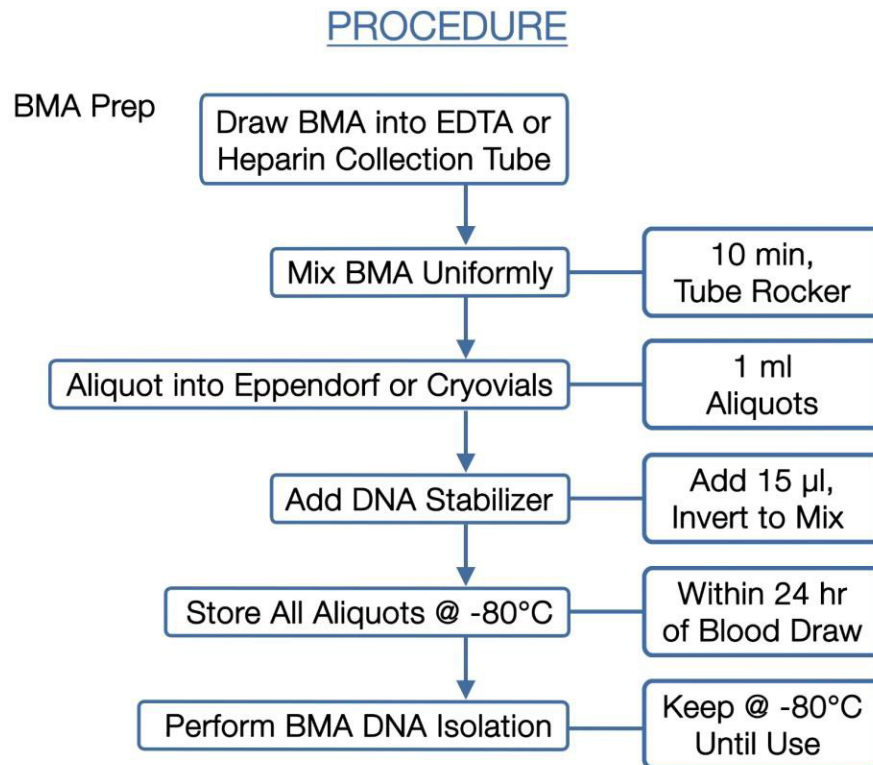 PROCEDURE
BMA Prep
Draw BMA into EDTA or
Heparin Collection Tube
Mix BMA Uniformly
10 min,
Tube Rocker
Aliquot into Eppendorf or Cryovials
1 ml
Aliquots
Add DNA Stabilizer
Add 15 µl,
Invert to Mix
Store All Aliquots @ -80°C
Within 24 hr
of Blood Draw
Perform BMA DNA Isolation
Keep @ -80°C
Until Use